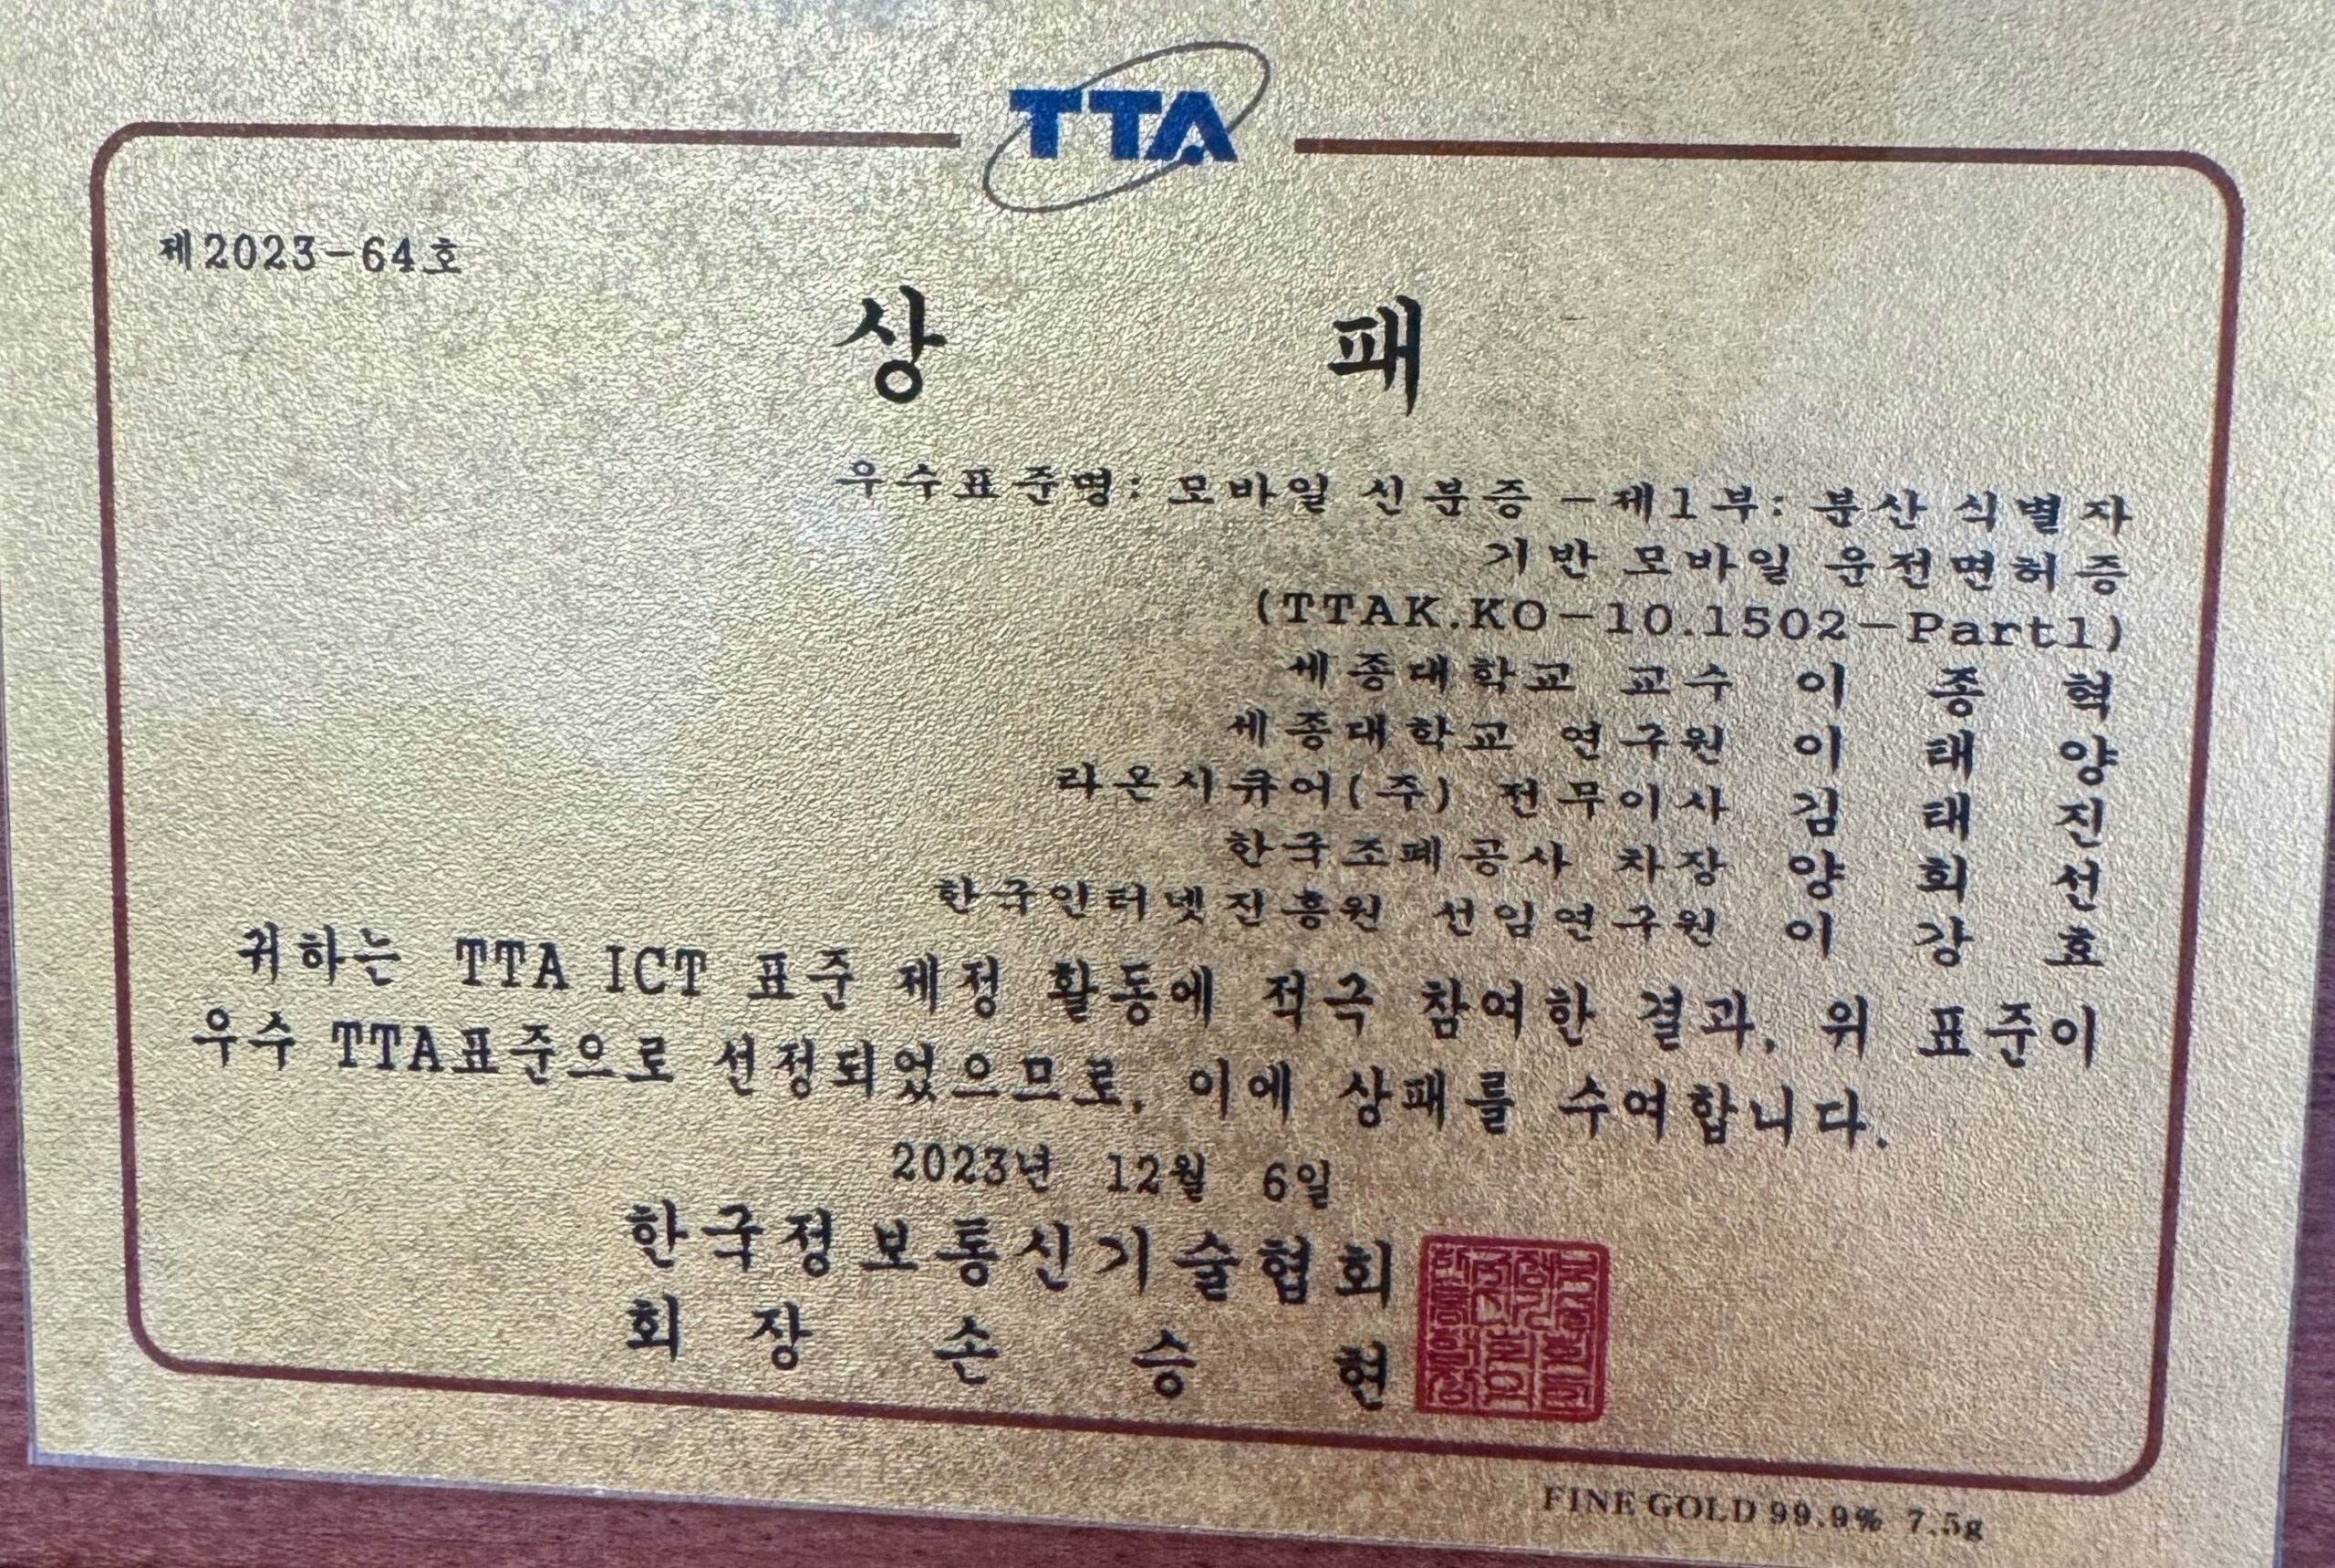 TTA
제2023-64호
상 패
우수표준명: 모바일 신분증 -제1부: 분산 식별자
기반 모바일 운전면허증
(TTAK.KO-10.1502-Part1)
세종대학교 교수 이 종 혁
세종대학교 연구원 이 태 양
라온시큐어(주) 전무이사 김 태 진
한국조폐공사 차장 양 희 선
한국인터넷진흥원 선임연구원 이 강 효
귀하는 TTA ICT 표준 제정 활동에 적극 참여한 결과, 위 표준이
우수 TTA표준으로 선정되었으므로, 이에 상패를 수여합니다.
2023년 12월 6일
한국정보통신기술협회
회 장 손 승 현
FINE GOLD 99.9% 7.5g